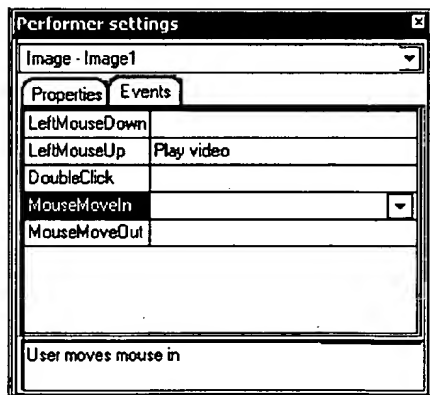 Performer settings
Image - Image1
Properties Events
LeftMouseDown
LeftMouseUp Play video
DoubleClick
MouseMoveIn
MouseMoveOut
User moves mouse in